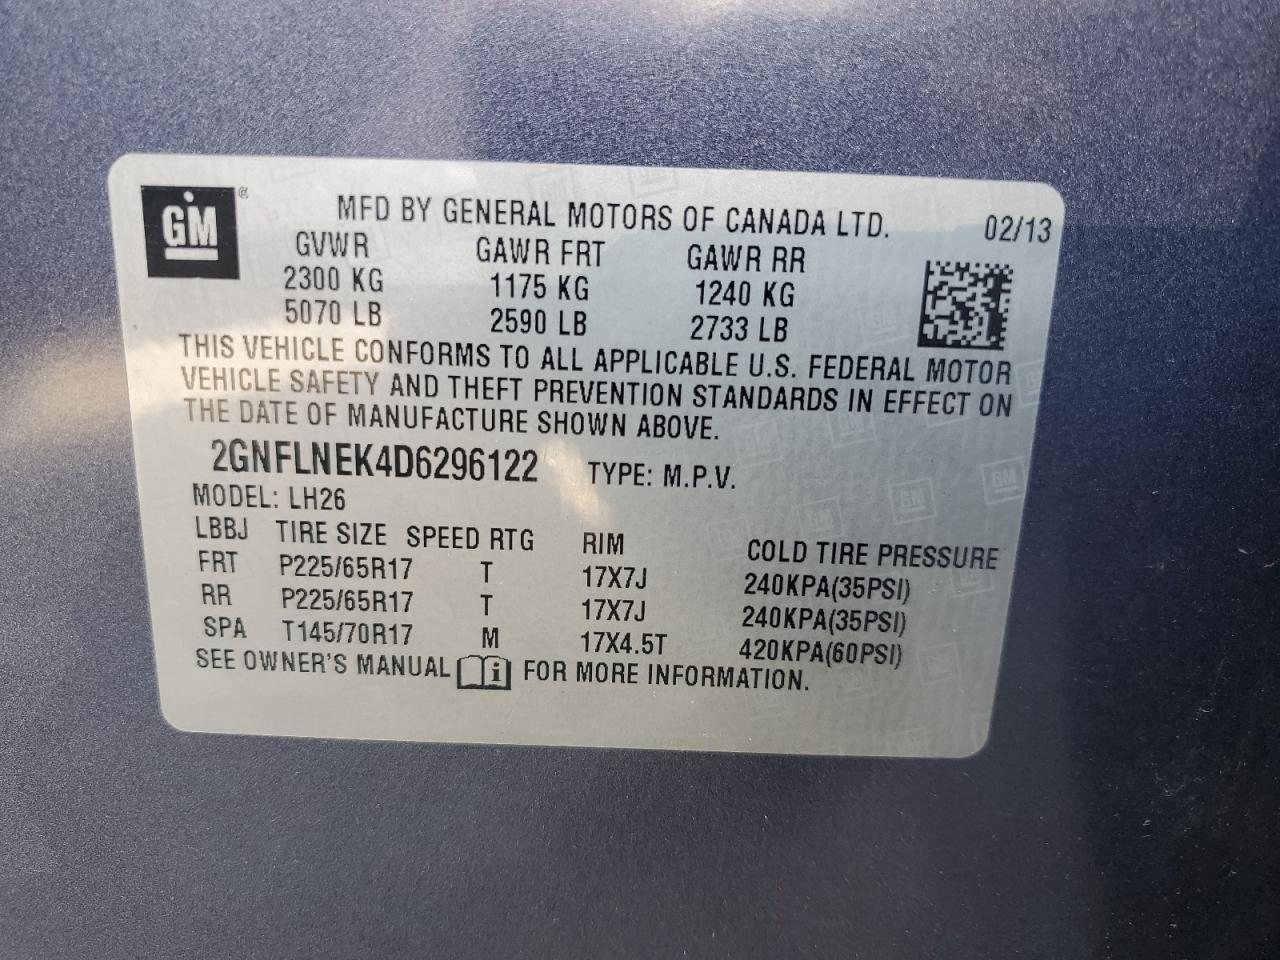 GM ®
MFD BY GENERAL MOTORS OF CANADA LTD. 02/13
GVWR GAWR FRT GAWR RR
2300 KG 1175 KG 1240 KG
5070 LB 2590 LB 2733 LB
THIS VEHICLE CONFORMS TO ALL APPLICABLE U.S. FEDERAL MOTOR
VEHICLE SAFETY AND THEFT PREVENTION STANDARDS IN EFFECT ON
THE DATE OF MANUFACTURE SHOWN ABOVE.
2GNFLNEK4D6296122 TYPE: M.P.V.
MODEL: LH26
LBBJ TIRE SIZE SPEED RTG RIM COLD TIRE PRESSURE
FRT P225/65R17 T 17X7J 240KPA(35PSI)
RR P225/65R17 T 17X7J 240KPA(35PSI)
SPA T145/70R17 M 17X4.5T 420KPA(60PSI)
SEE OWNER'S MANUAL i FOR MORE INFORMATION.